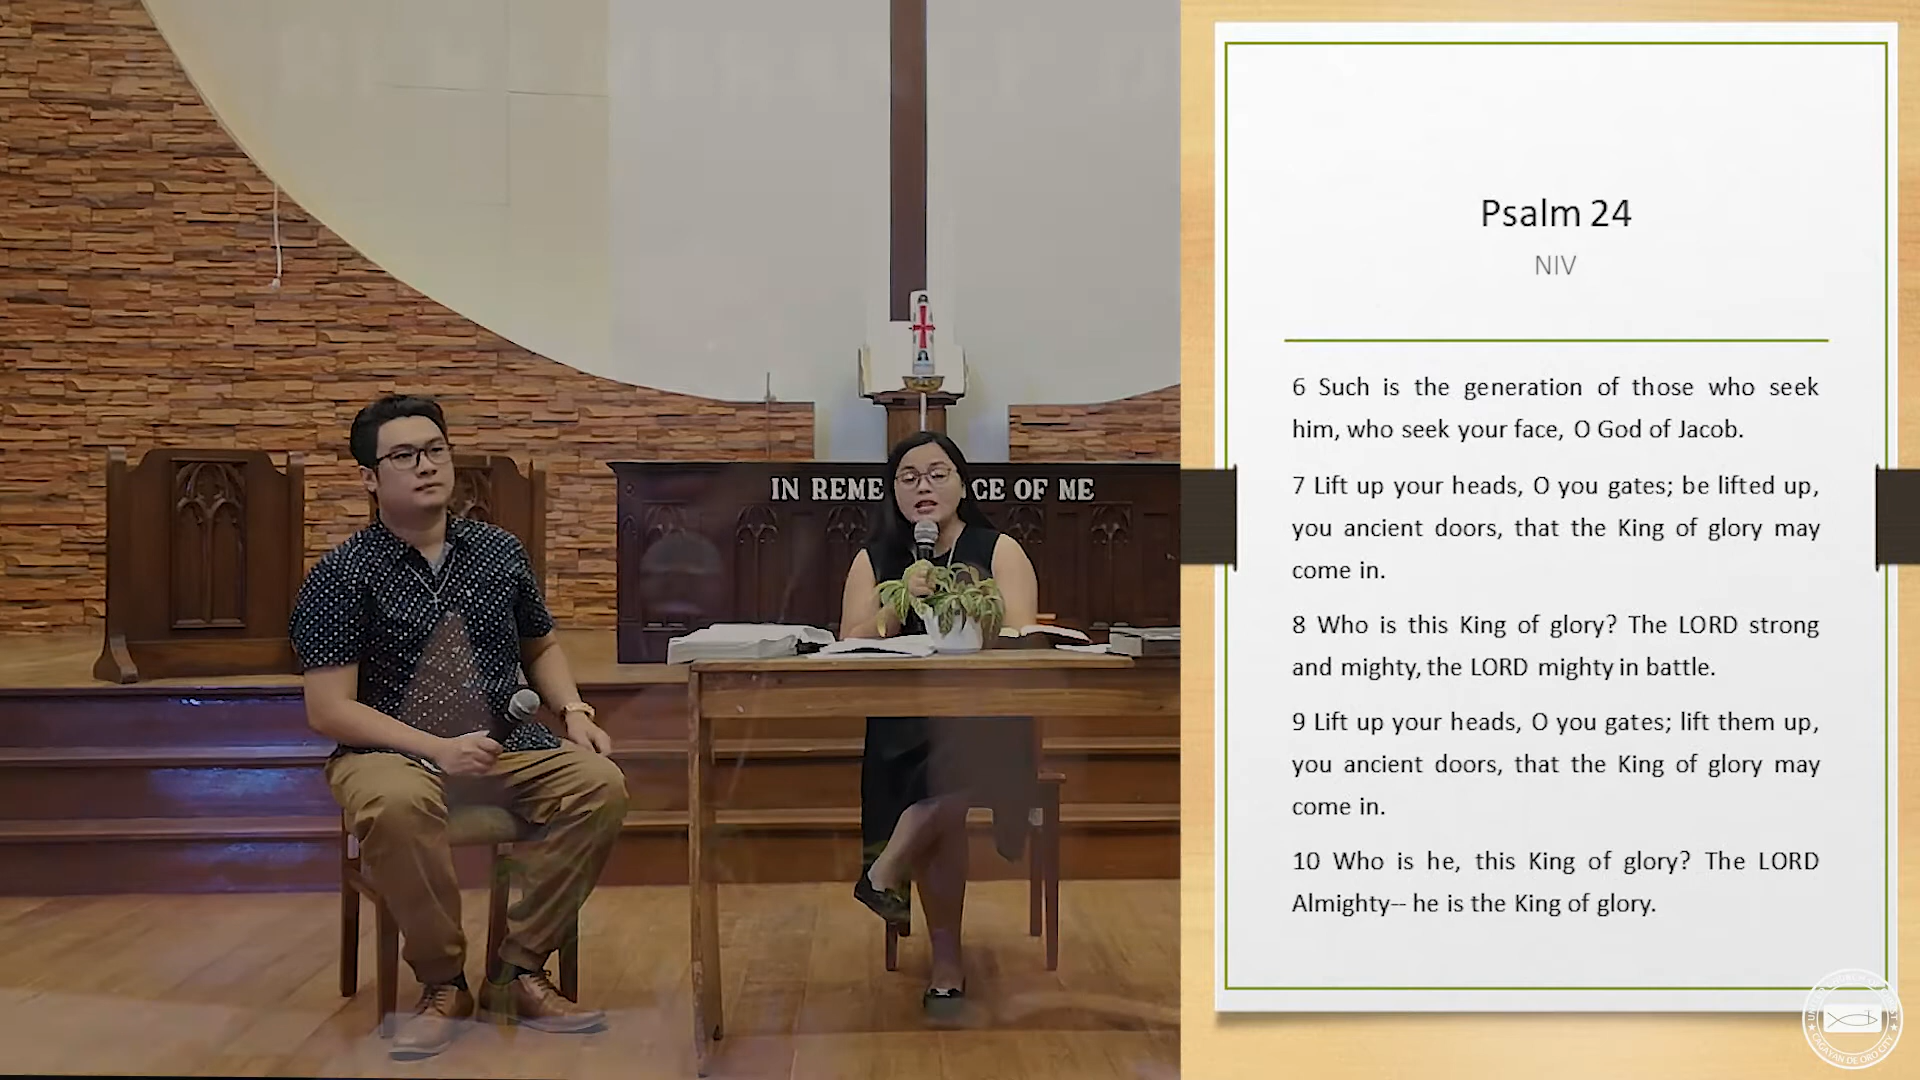 IN REME CE OF ME
Psalm 24
NIV
6 Such is the generation of those who seek
him, who seek your face, O God of Jacob.
7 Lift up your heads, O you gates; be lifted up,
you ancient doors, that the King of glory may
come in.
8 Who is this King of glory? The LORD strong
and mighty, the LORD mighty in battle.
9 Lift up your heads, O you gates; lift them up,
you ancient doors, that the King of glory may
come in.
10 Who is he, this King of glory? The LORD
Almighty-- he is the King of glory.
CAGAYAN DE ORO CITY